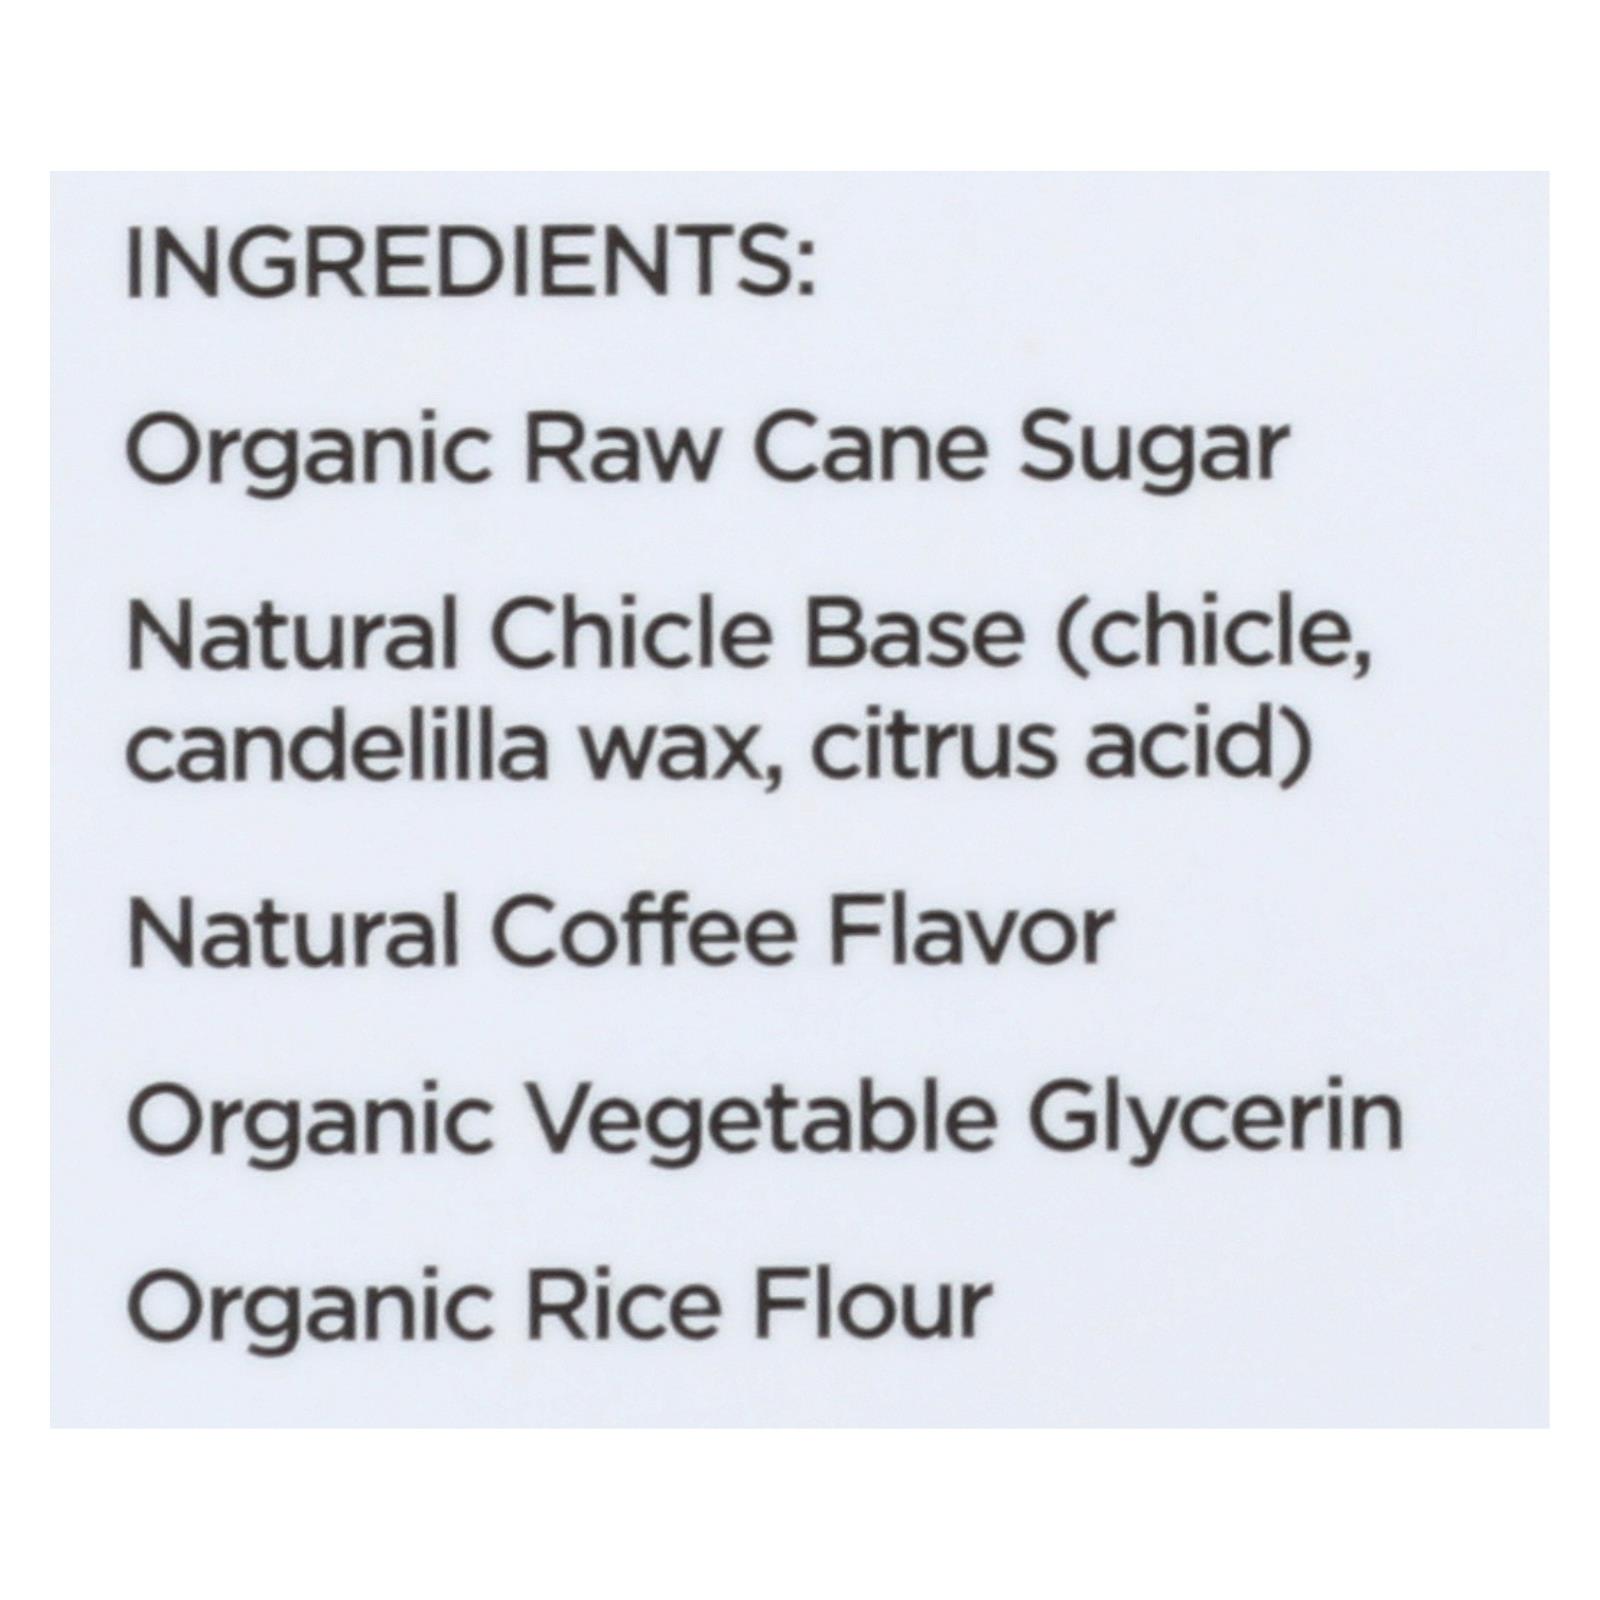 INGREDIENTS:
Organic Raw Cane Sugar
Natural Chicle Base (chicle,
candelilla wax, citrus acid)
Natural Coffee Flavor
Organic Vegetable Glycerin
Organic Rice Flour